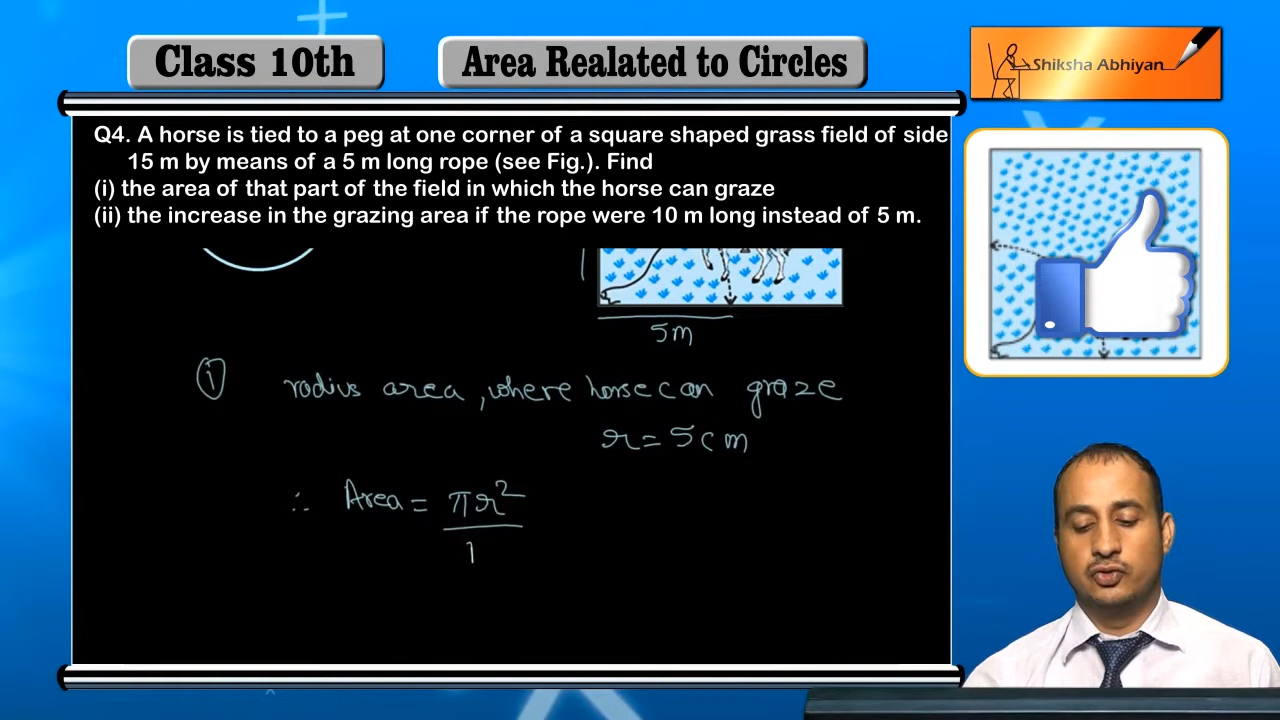 Class 10th
Area Realated to Circles
Shiksha Abhiyan
Q4. A horse is tied to a peg at one corner of a square shaped grass field of side
15 m by means of a 5 m long rope (see Fig.). Find
(i) the area of that part of the field in which the horse can graze
(ii) the increase in the grazing area if the rope were 10 m long instead of 5 m.
5m
(i) radius area, where horse can graze
r = 5cm
∴ Area = πr²
1